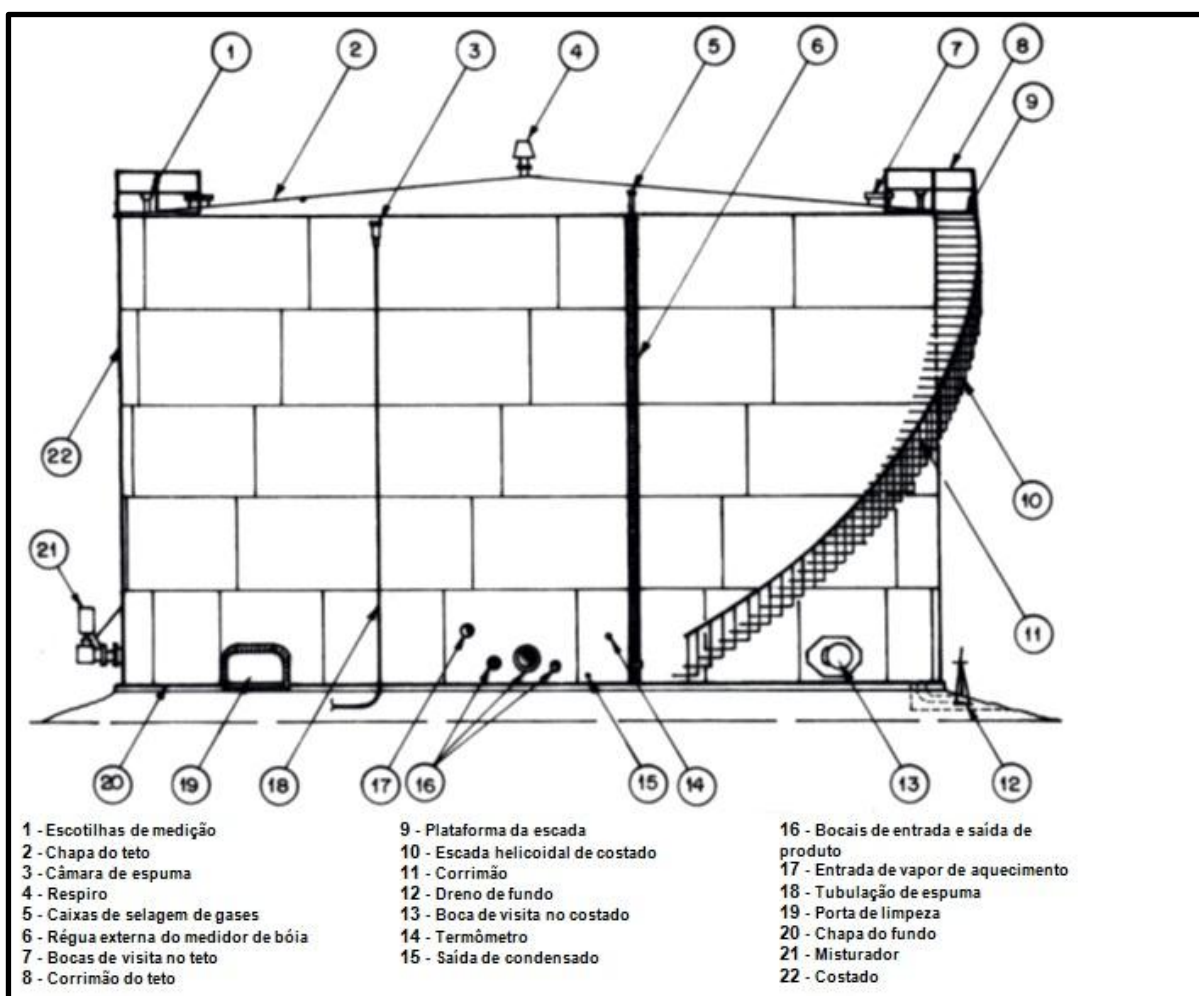 1
2
3
4
5
6
7
8
9
22
10
21
11
20
19
18
17
16
15
14
13
12
1 - Escotilhas de medição
2 - Chapa do teto
3 - Câmara de espuma
4 - Respiro
5 - Caixas de selagem de gases
6 - Régua externa do medidor de bóia
7 - Bocas de visita no teto
8 - Corrimão do teto
9 - Plataforma da escada
10 - Escada helicoidal de costado
11 - Corrimão
12 - Dreno de fundo
13 - Boca de visita no costado
14 - Termômetro
15 - Saída de condensado
16 - Bocais de entrada e saída de
produto
17 - Entrada de vapor de aquecimento
18 - Tubulação de espuma
19 - Porta de limpeza
20 - Chapa do fundo
21 - Misturador
22 - Costado